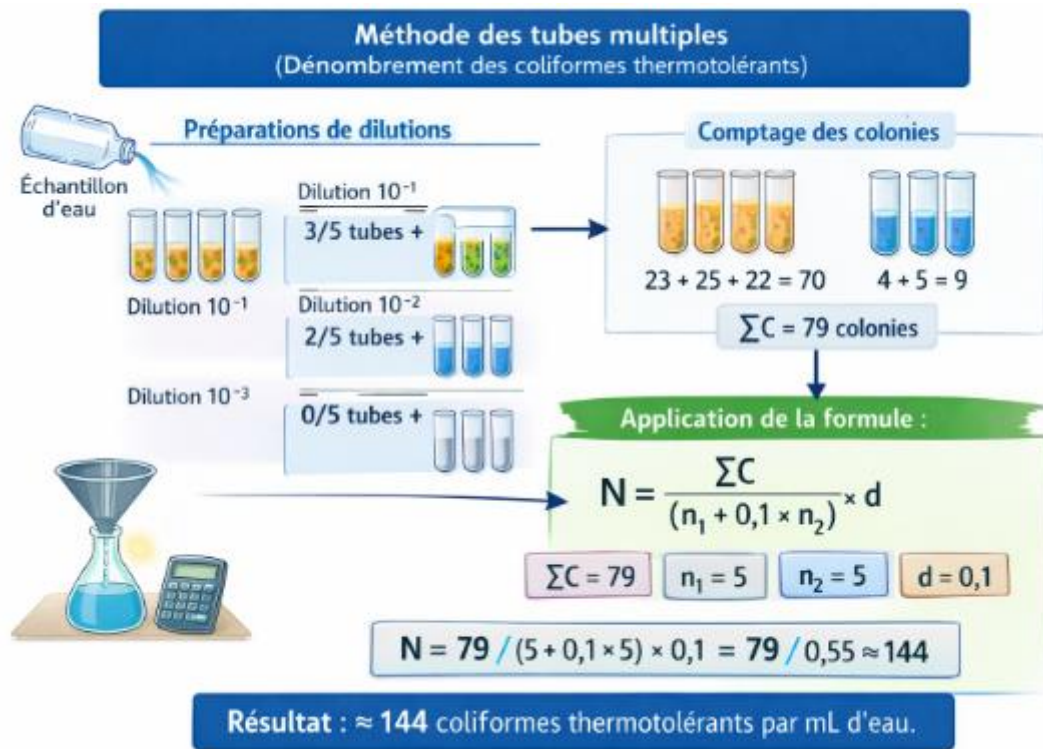 Méthode des tubes multiples
(Dénombrement des coliformes thermotolérants)
Préparations de dilutions
Échantillon
d'eau
Dilution 10⁻¹
Dilution 10⁻¹
3/5 tubes +
Dilution 10⁻²
2/5 tubes +
Dilution 10⁻³
0/5 tubes +
Comptage des colonies
23 + 25 + 22 = 70
4 + 5 = 9
∑C = 79 colonies
Application de la formule :
N = ∑C / (n₁ + 0,1 × n₂) × d
∑C = 79
n₁ = 5
n₂ = 5
d = 0,1
N = 79 / (5 + 0,1 × 5) × 0,1 = 79 / 0,55 ≈ 144
Résultat : ≈ 144 coliformes thermotolérants par mL d'eau.